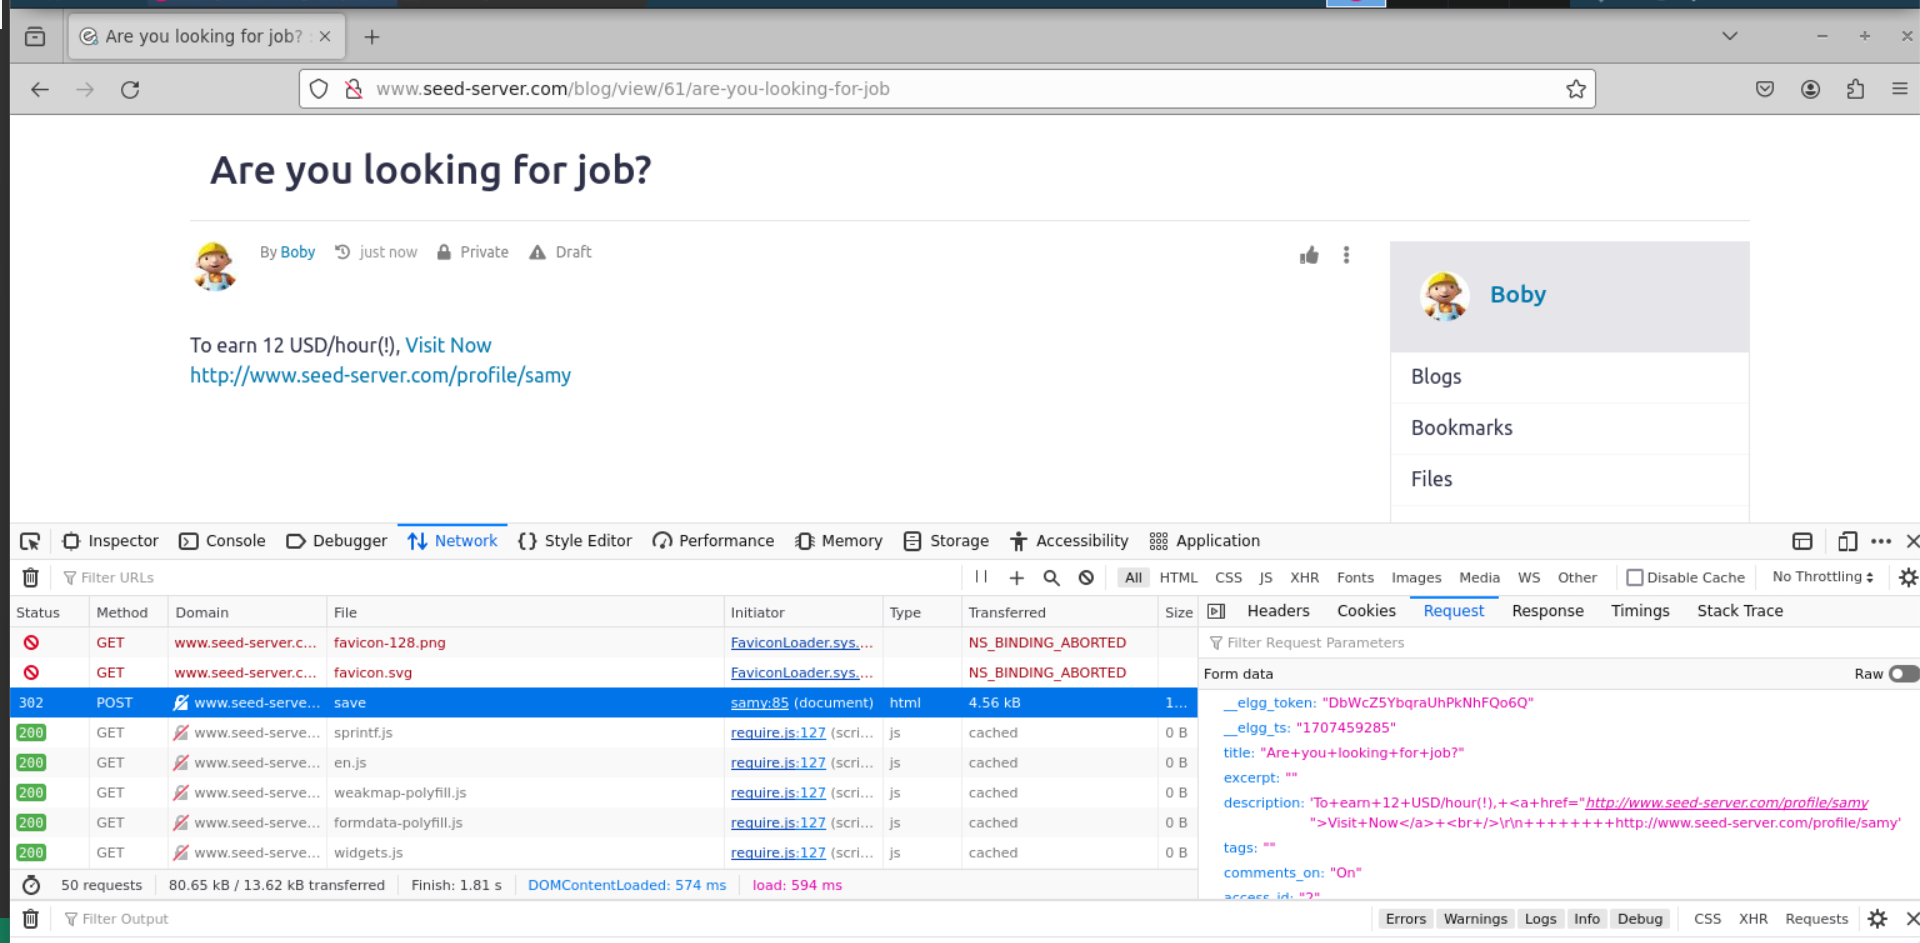 Are you looking for job? :
www.seed-server.com/blog/view/61/are-you-looking-for-job
Are you looking for job?
By Boby just now Private Draft
Boby
To earn 12 USD/hour(!), Visit Now
http://www.seed-server.com/profile/samy
Blogs
Bookmarks
Files
Inspector Console Debugger Network Style Editor Performance Memory Storage Accessibility Application
Filter URLs
All HTML CSS JS XHR Fonts Images Media WS Other Disable Cache No Throttling
Status Method Domain File Initiator Type Transferred Size
GET www.seed-server.c... favicon-128.png FaviconLoader.sys.... NS_BINDING_ABORTED
GET www.seed-server.c... favicon.svg FaviconLoader.sys.... NS_BINDING_ABORTED
302 POST www.seed-serve... save samy:85 (document) html 4.56 kB 1...
200 GET www.seed-serve... sprintf.js require.js:127 (scri... js cached 0 B
200 GET www.seed-serve... en.js require.js:127 (scri... js cached 0 B
200 GET www.seed-serve... weakmap-polyfill.js require.js:127 (scri... js cached 0 B
200 GET www.seed-serve... formdata-polyfill.js require.js:127 (scri... js cached 0 B
200 GET www.seed-serve... widgets.js require.js:127 (scri... js cached 0 B
50 requests 80.65 kB / 13.62 kB transferred Finish: 1.81 s DOMContentLoaded: 574 ms load: 594 ms
Headers Cookies Request Response Timings Stack Trace
Filter Request Parameters
Form data Raw
__elgg_token: "DbWcZ5YbqraUhPkNhFQo6Q"
__elgg_ts: "1707459285"
title: "Are+you+looking+for+job?"
excerpt: ""
description: 'To+earn+12+USD/hour(!),+<a+href="http://www.seed-server.com/profile/samy
">Visit+Now</a>+<br+/>\r\n++++++++http://www.seed-server.com/profile/samy'
tags: ""
comments_on: "On"
access_id: "2"
Filter Output
Errors Warnings Logs Info Debug CSS XHR Requests